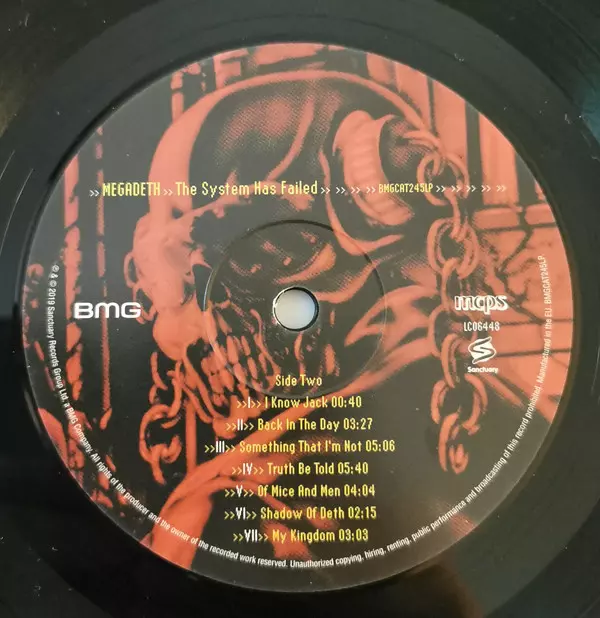 >> MEGADETH >> The System Has Failed >> >> >> >> BMGCAT245LP >> >> >> >> >>
BMG
mcps
LC06448
S
Sanctuary
Side Two
>>I>> I Know Jack 00:40
>>II>> Back In The Day 03:27
>>III>> Something That I'm Not 05:06
>>IV>> Truth Be Told 05:40
>>V>> Of Mice And Men 04:04
>>VI>> Shadow Of Deth 02:15
>>VII>> My Kingdom 03:03
℗ & © 2019 Sanctuary Records Group Ltd. a BMG Company. All rights of the producer and the owner of the recorded work reserved. Unauthorized copying, hiring, renting, public performance and broadcasting of this record prohibited. Manufactured in the EU. BMGCAT245LP